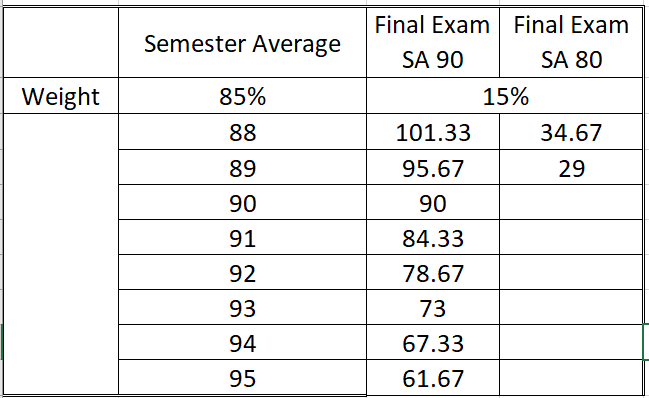 Semester Average Final Exam SA 90 Final Exam SA 80
Weight 85% 15%
88 101.33 34.67
89 95.67 29
90 90
91 84.33
92 78.67
93 73
94 67.33
95 61.67